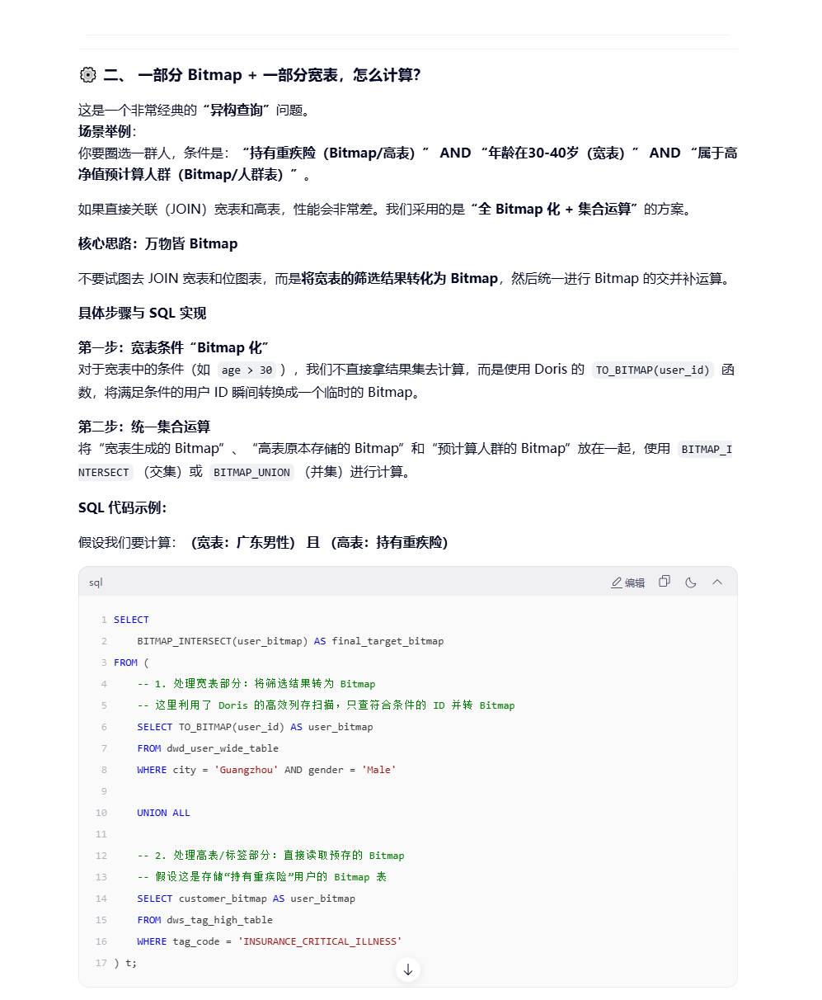 二、 一部分 Bitmap + 一部分宽表，怎么计算？
这是一个非常经典的“异构查询”问题。
场景举例：
你要圈选一群人，条件是：“持有重疾险（Bitmap/高表）” AND “年龄在30-40岁（宽表）” AND “属于高
净值预计算人群（Bitmap/人群表）”。
如果直接关联（JOIN）宽表和高表，性能会非常差。我们采用的是“全 Bitmap 化 + 集合运算”的方案。
核心思路：万物皆 Bitmap
不要试图去 JOIN 宽表和位图表，而是将宽表的筛选结果转化为 Bitmap，然后统一进行 Bitmap 的交并补运算。
具体步骤与 SQL 实现
第一步：宽表条件“Bitmap 化”
对于宽表中的条件（如 age > 30 ），我们不直接拿结果集去计算，而是使用 Doris 的 TO_BITMAP(user_id) 函
数，将满足条件的用户 ID 瞬间转换成一个临时的 Bitmap。
第二步：统一集合运算
将“宽表生成的 Bitmap”、“高表原本存储的 Bitmap”和“预计算人群的 Bitmap”放在一起，使用 BITMAP_I
NTERSECT （交集）或 BITMAP_UNION （并集）进行计算。
SQL 代码示例：
假设我们要计算：（宽表：广东男性） 且 （高表：持有重疾险）
sql 编辑
1 SELECT
2 BITMAP_INTERSECT(user_bitmap) AS final_target_bitmap
3 FROM (
4 -- 1. 处理宽表部分：将筛选结果转为 Bitmap
5 -- 这里利用了 Doris 的高效列存扫描，只查符合条件的 ID 并转 Bitmap
6 SELECT TO_BITMAP(user_id) AS user_bitmap
7 FROM dwd_user_wide_table
8 WHERE city = 'Guangzhou' AND gender = 'Male'
9
10 UNION ALL
11
12 -- 2. 处理高表/标签部分：直接读取预存的 Bitmap
13 -- 假设这是存储“持有重疾险”用户的 Bitmap 表
14 SELECT customer_bitmap AS user_bitmap
15 FROM dws_tag_high_table
16 WHERE tag_code = 'INSURANCE_CRITICAL_ILLNESS'
17 ) t;